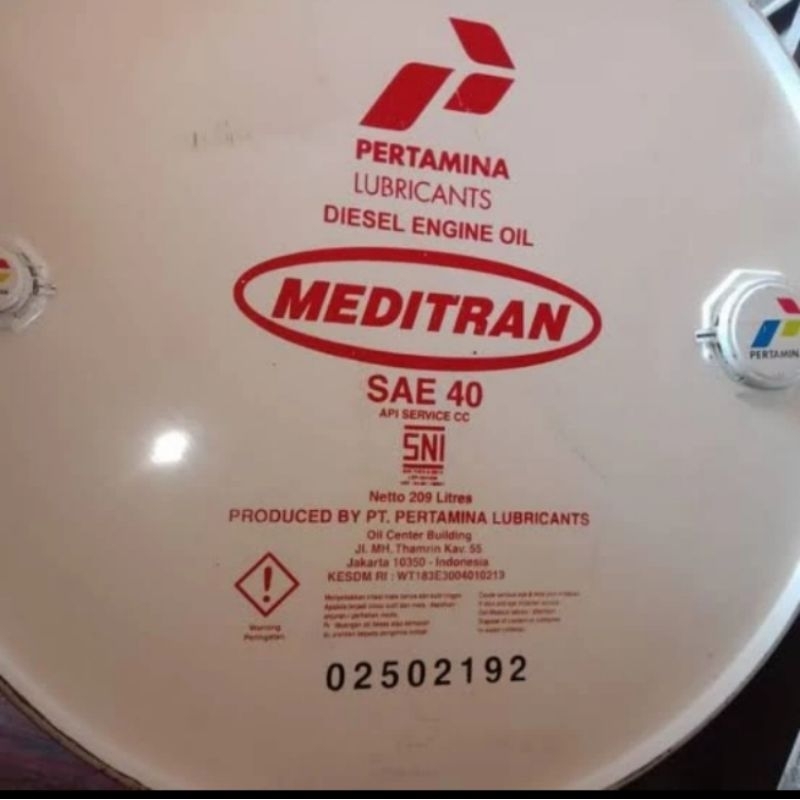 PERTAMINA
LUBRICANTS
DIESEL ENGINE OIL
MEDITRAN
SAE 40
API SERVICE CC
SNI
Netto 209 Litres
PRODUCED BY PT. PERTAMINA LUBRICANTS
Oil Center Building
Jl. MH. Thamrin Kav. 55
Jakarta 10350 - Indonesia
KESDM RI : WT183E3004010213
Warning
Peringatan
02502192
PERTAMIN